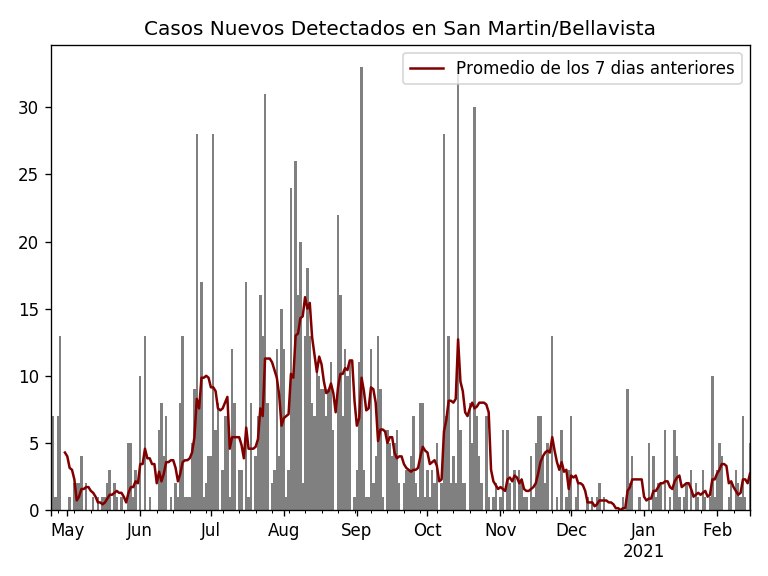 Casos Nuevos Detectados en San Martin/Bellavista
Promedio de los 7 dias anteriores
30
25
20
15
10
5
0
May Jun Jul Aug Sep Oct Nov Dec Jan Feb
2021